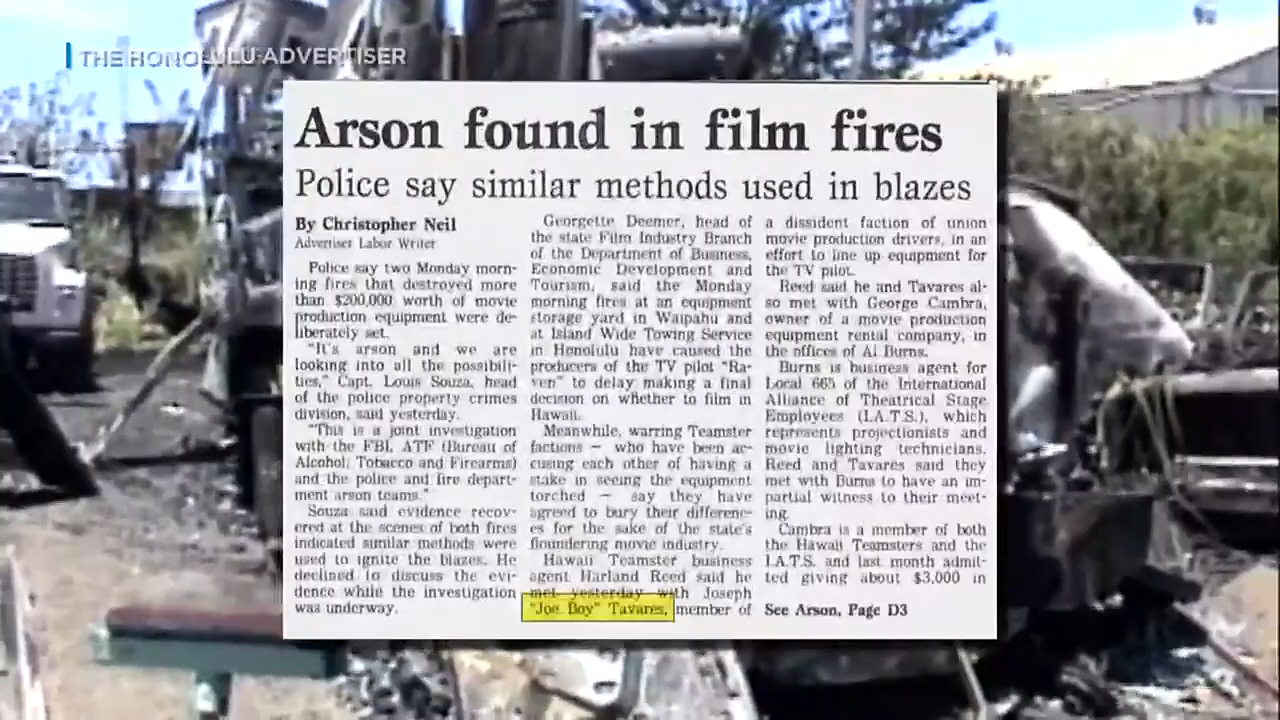 THE HONOLULU ADVERTISER
Arson found in film fires
Police say similar methods used in blazes
By Christopher Neil
Advertiser Labor Writer
Police say two Monday morn-
ing fires that destroyed more
than $200,000 worth of movie
production equipment were de-
liberately set.
"It's arson and we are
looking into all the possibili-
ties," Capt. Louis Souza, head
of the police property crimes
division, said yesterday.
"This is a joint investigation
with the FBI, ATF (Bureau of
Alcohol, Tobacco and Firearms)
and the police and fire depart-
ment arson teams."
Souza said evidence recov-
ered at the scenes of both fires
indicated similar methods were
used to ignite the blazes. He
declined to discuss the evi-
dence while the investigation
was underway.
Georgette Deemer, head of
the state Film Industry Branch
of the Department of Business,
Economic Development and
Tourism, said the Monday
morning fires at an equipment
storage yard in Waipahu and
at Island Wide Towing Service
in Honolulu have caused the
producers of the TV pilot "Ra-
ven" to delay making a final
decision on whether to film in
Hawaii.
Meanwhile, warring Teamster
factions — who have been ac-
cusing each other of having a
stake in seeing the equipment
torched — say they have
agreed to bury their differenc-
es for the sake of the state's
floundering movie industry.
Hawaii Teamster business
agent Harland Reed said he
met yesterday with Joseph
"Joe Boy" Tavares, member of
a dissident faction of union
movie production drivers, in an
effort to line up equipment for
the TV pilot.
Reed said he and Tavares al-
so met with George Cambra,
owner of a movie production
equipment rental company, in
the offices of Al Burns.
Burns is business agent for
Local 665 of the International
Alliance of Theatrical Stage
Employees (I.A.T.S.), which
represents projectionists and
movie lighting technicians.
Reed and Tavares said they
met with Burns to have an im-
partial witness to their meet-
ing.
Cambra is a member of both
the Hawaii Teamsters and the
I.A.T.S. and last month admit-
ted giving about $3,000 in
See Arson, Page D3